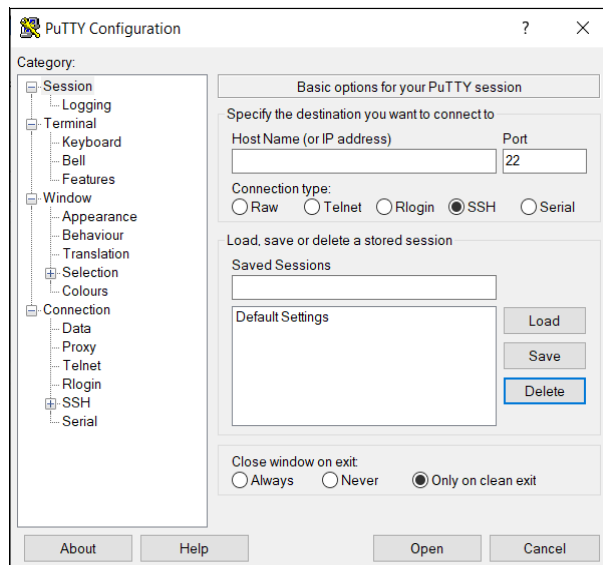 PuTTY Configuration
?
Category:
Session
Logging
Terminal
Keyboard
Bell
Features
Window
Appearance
Behaviour
Translation
Selection
Colours
Connection
Data
Proxy
Telnet
Rlogin
SSH
Serial
Basic options for your PuTTY session
Specify the destination you want to connect to
Host Name (or IP address) Port
22
Connection type:
Raw Telnet Rlogin SSH Serial
Load, save or delete a stored session
Saved Sessions
Default Settings
Load
Save
Delete
Close window on exit:
Always Never Only on clean exit
About Help Open Cancel